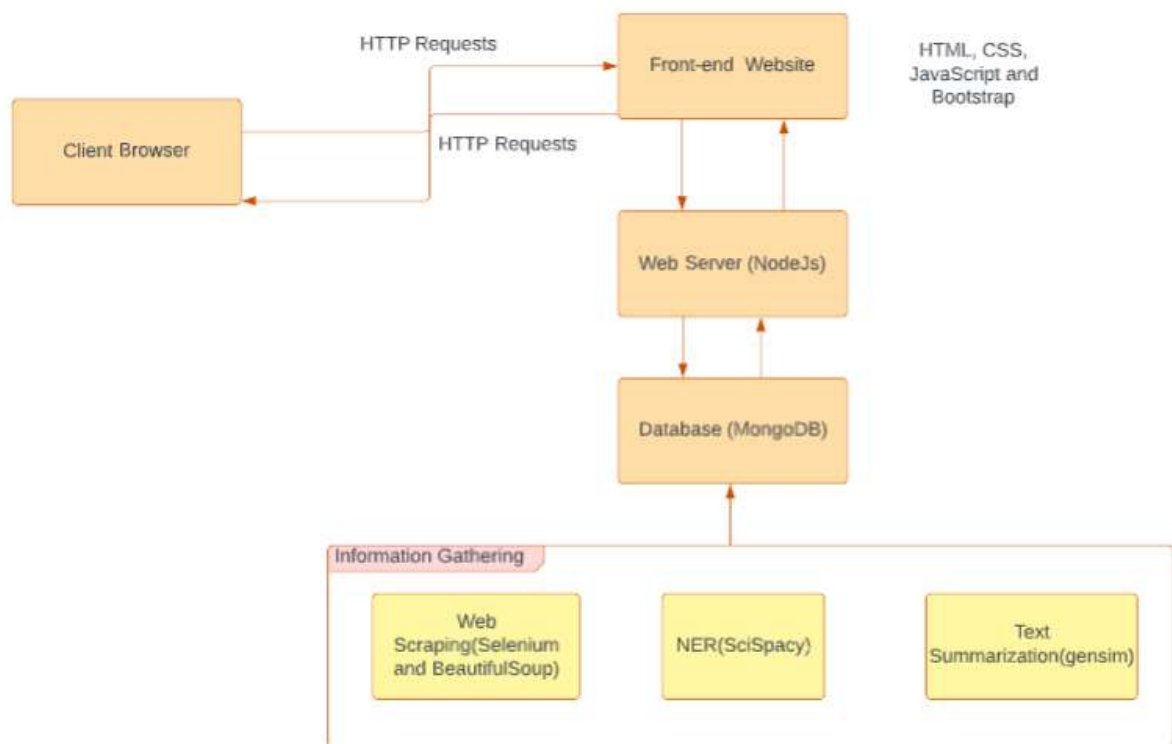 HTTP Requests
Front-end Website
HTML, CSS,
JavaScript and
Bootstrap
Client Browser
HTTP Requests
Web Server (NodeJs)
Database (MongoDB)
Information Gathering
Web
Scraping(Selenium
and BeautifulSoup)
NER(SciSpacy)
Text
Summarization(gensim)